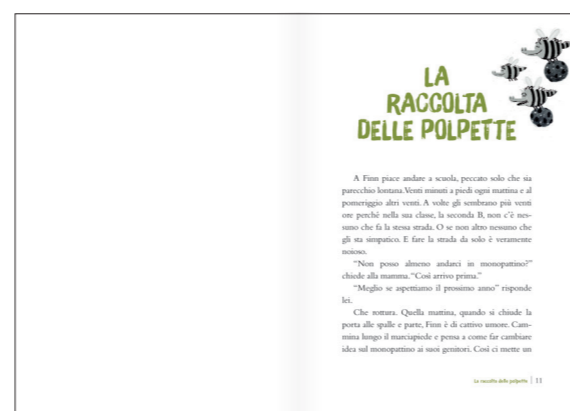 LA
RACCOLTA
DELLE POLPETTE
A Finn piace andare a scuola, peccato solo che sia
parecchio lontana.Venti minuti a piedi ogni mattina e al
pomeriggio altri venti. A volte gli sembrano più venti
ore perché nella sua classe, la seconda B, non c'è nes-
suno che fa la stessa strada. O se non altro nessuno che
gli sta simpatico. E fare la strada da solo è veramente
noioso.
"Non posso almeno andarci in monopattino?"
chiede alla mamma. "Così arrivo prima."
"Meglio se aspettiamo il prossimo anno" risponde
lei.
Che rottura. Quella mattina, quando si chiude la
porta alle spalle e parte, Finn è di cattivo umore. Cam-
mina lungo il marciapiede e pensa a come far cambiare
idea sul monopattino ai suoi genitori. Così ci mette un
La raccolta delle polpette | 11